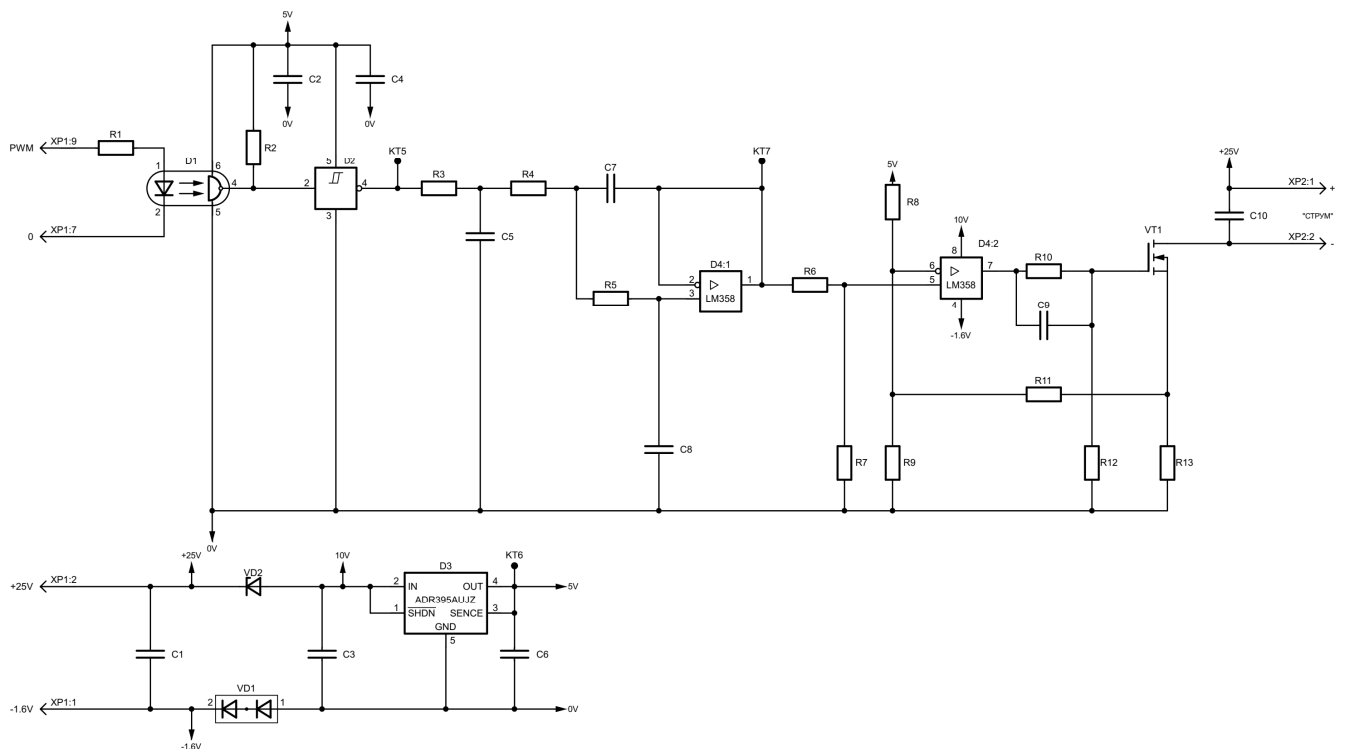 5V
C2
C4
0V
0V
PWM
XP1:9
R1
D1
1
2
6
4
5
R2
5
D2
2
4
3
KT5
R3
R4
C7
KT7
0
XP1:7
C5
R5
D4:1
2
3
1
LM358
R6
C8
R7
5V
R8
10V
D4:2
8
6
5
7
LM358
4
-1.6V
R10
C9
VT1
+25V
C10
XP2:1
+
"СТРУМ"
XP2:2
-
R11
R9
R12
R13
0V
+25V
XP1:2
+25V
VD2
10V
D3
2
IN
OUT
4
ADR395AUJZ
1
SHDN
SENCE
3
GND
5
KT6
5V
C1
C3
C6
-1.6V
XP1:1
VD1
2
1
-1.6V
0V